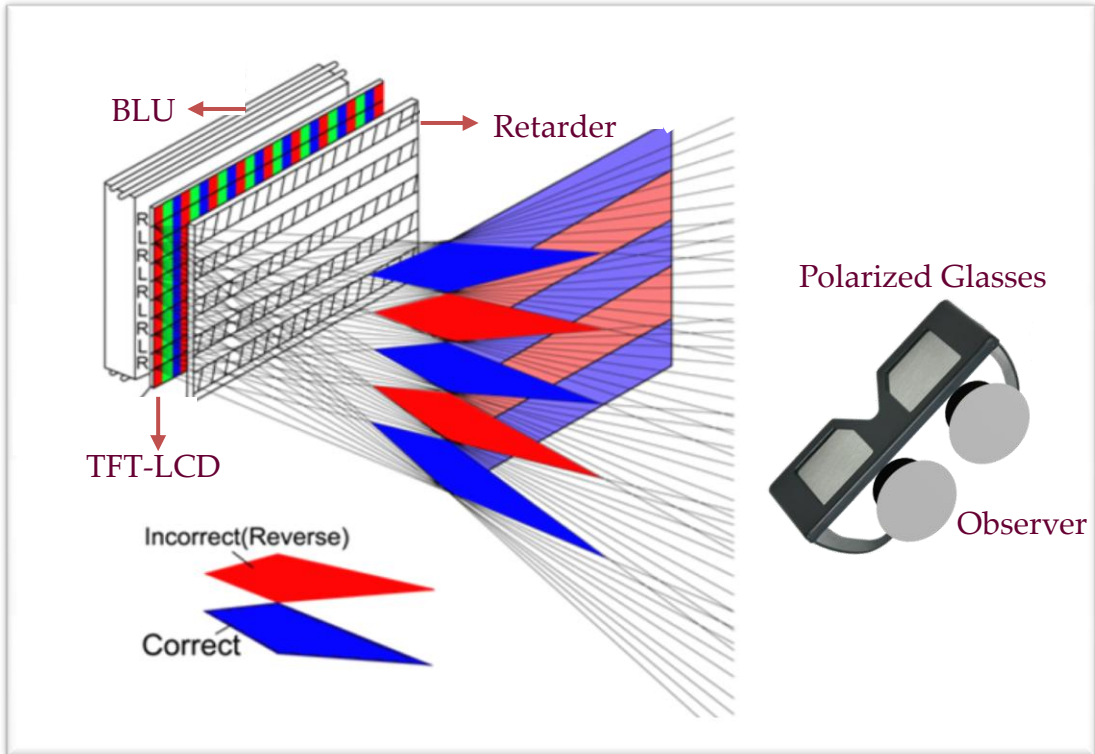 BLU
Retarder
R
L
R
L
R
L
R
L
R
TFT-LCD
Polarized Glasses
Observer
Incorrect(Reverse)
Correct